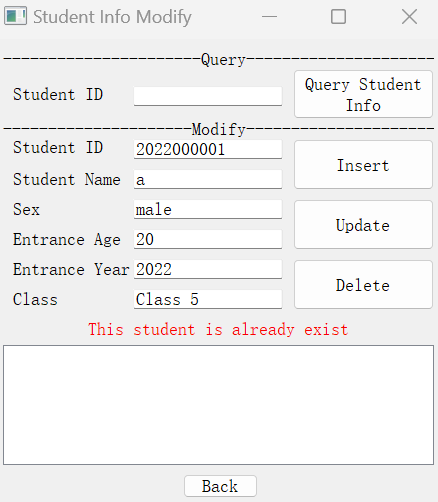 Student Info Modify
Query
Student ID
Query Student
Info
Modify
Student ID 2022000001
Insert
Student Name a
Sex male
Update
Entrance Age 20
Entrance Year 2022
Delete
Class Class 5
This student is already exist
Back